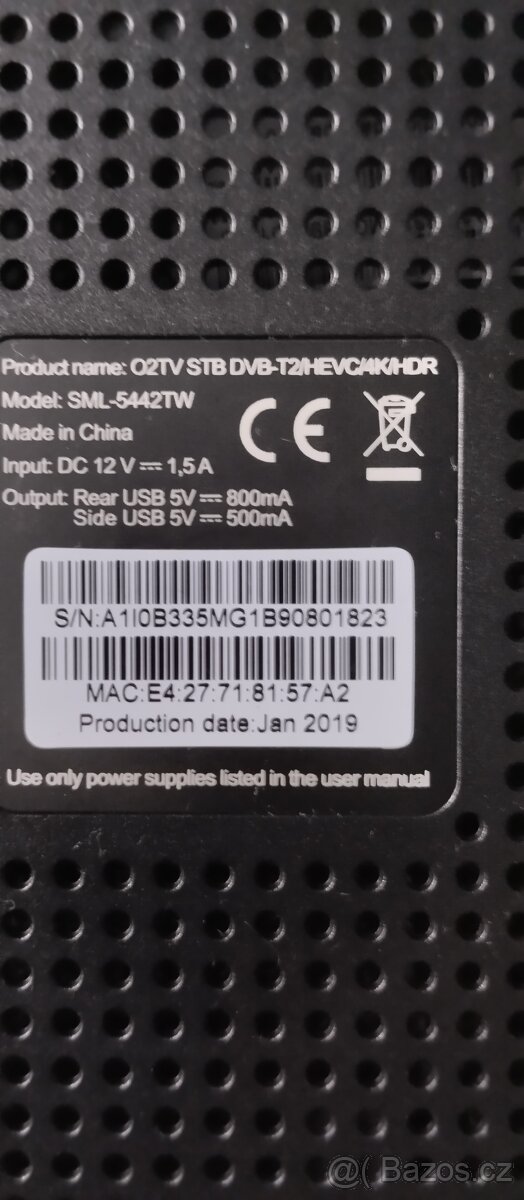 Product name: O2TV STB DVB-T2/HEVC/4K/HDR
Model: SML-5442TW
Made in China
Input: DC 12 V ⎓ 1,5 A
Output: Rear USB 5V ⎓ 800mA
Side USB 5V ⎓ 500mA
CE
S/N:A1I0B335MG1B90801823
MAC:E4:27:71:81:57:A2
Production date:Jan 2019
Use only power supplies listed in the user manual
@( Bazos.cz